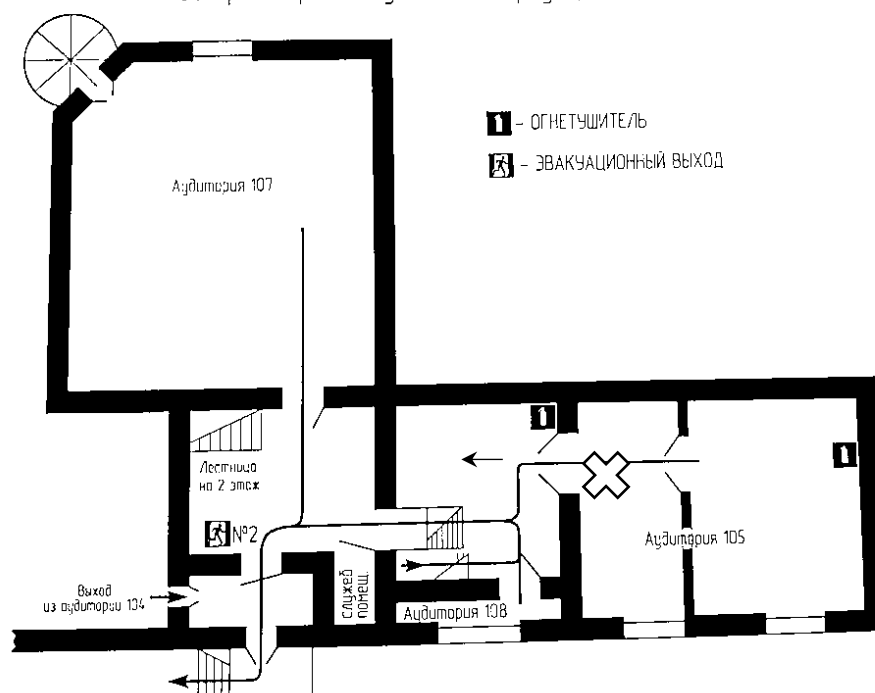 - ОГНЕТУШИТЕЛЬ
- ЭВАКУАЦИОННЫЙ ВЫХОД
Аудитория 107
Лестница
на 2 этаж
№2
Аудитория 105
Выход
из аудитории 104
СЛУЖЕБ
ПОМЕЩ.
Аудитория 108